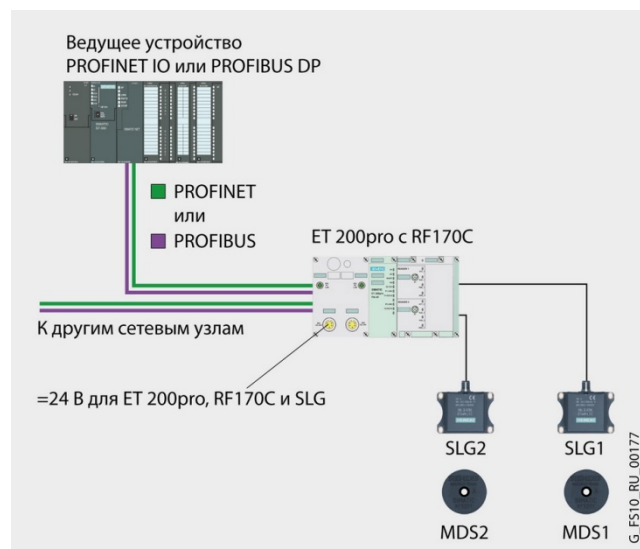 Ведущее устройство
PROFINET IO или PROFIBUS DP
PROFINET
или
PROFIBUS
ET 200pro с RF170C
К другим сетевым узлам
=24 В для ET 200pro, RF170C и SLG
SLG2
SLG1
MDS2
MDS1
G_FS10_RU_00177